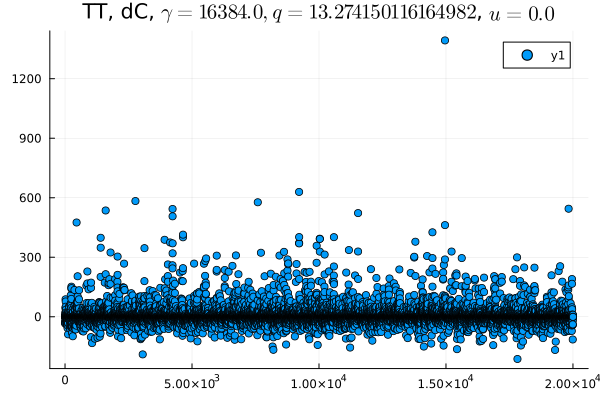 TT, dC, γ = 16384.0, q = 13.274150116164982, u = 0.0
y1
1200
900
600
300
0
0 5.00×10³ 1.00×10⁴ 1.50×10⁴ 2.00×10⁴